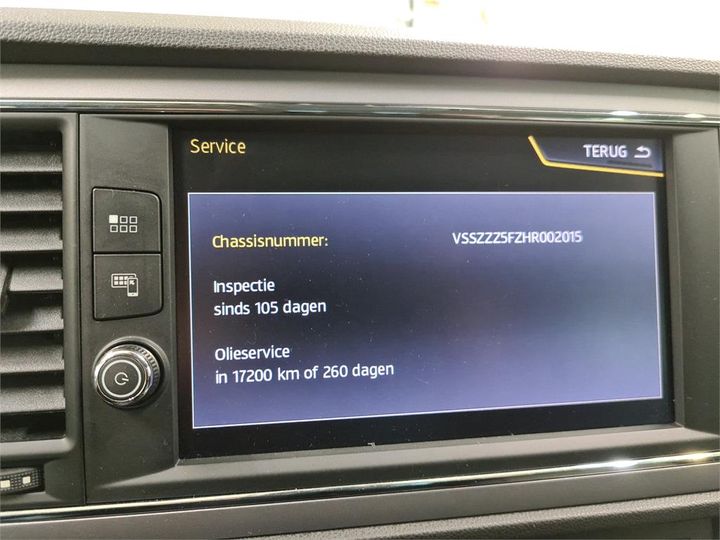 Service
TERUG
Chassisnummer: VSSZZZ5FZHR002015
Inspectie
sinds 105 dagen
Olieservice
in 17200 km of 260 dagen